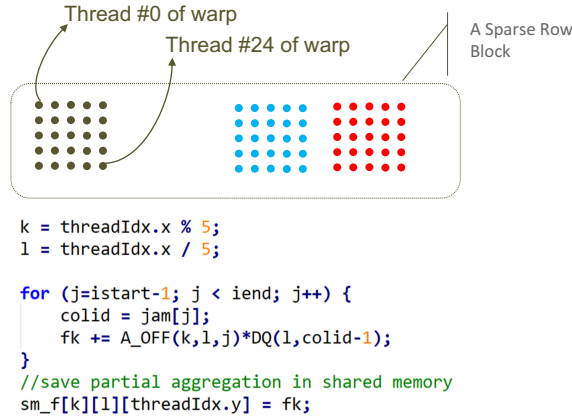 Thread #0 of warp
Thread #24 of warp
A Sparse Row
Block
k = threadIdx.x % 5;
l = threadIdx.x / 5;
for (j=istart-1; j < iend; j++) {
    colid = jam[j];
    fk += A_OFF(k,l,j)*DQ(l,colid-1);
}
//save partial aggregation in shared memory
sm_f[k][l][threadIdx.y] = fk;